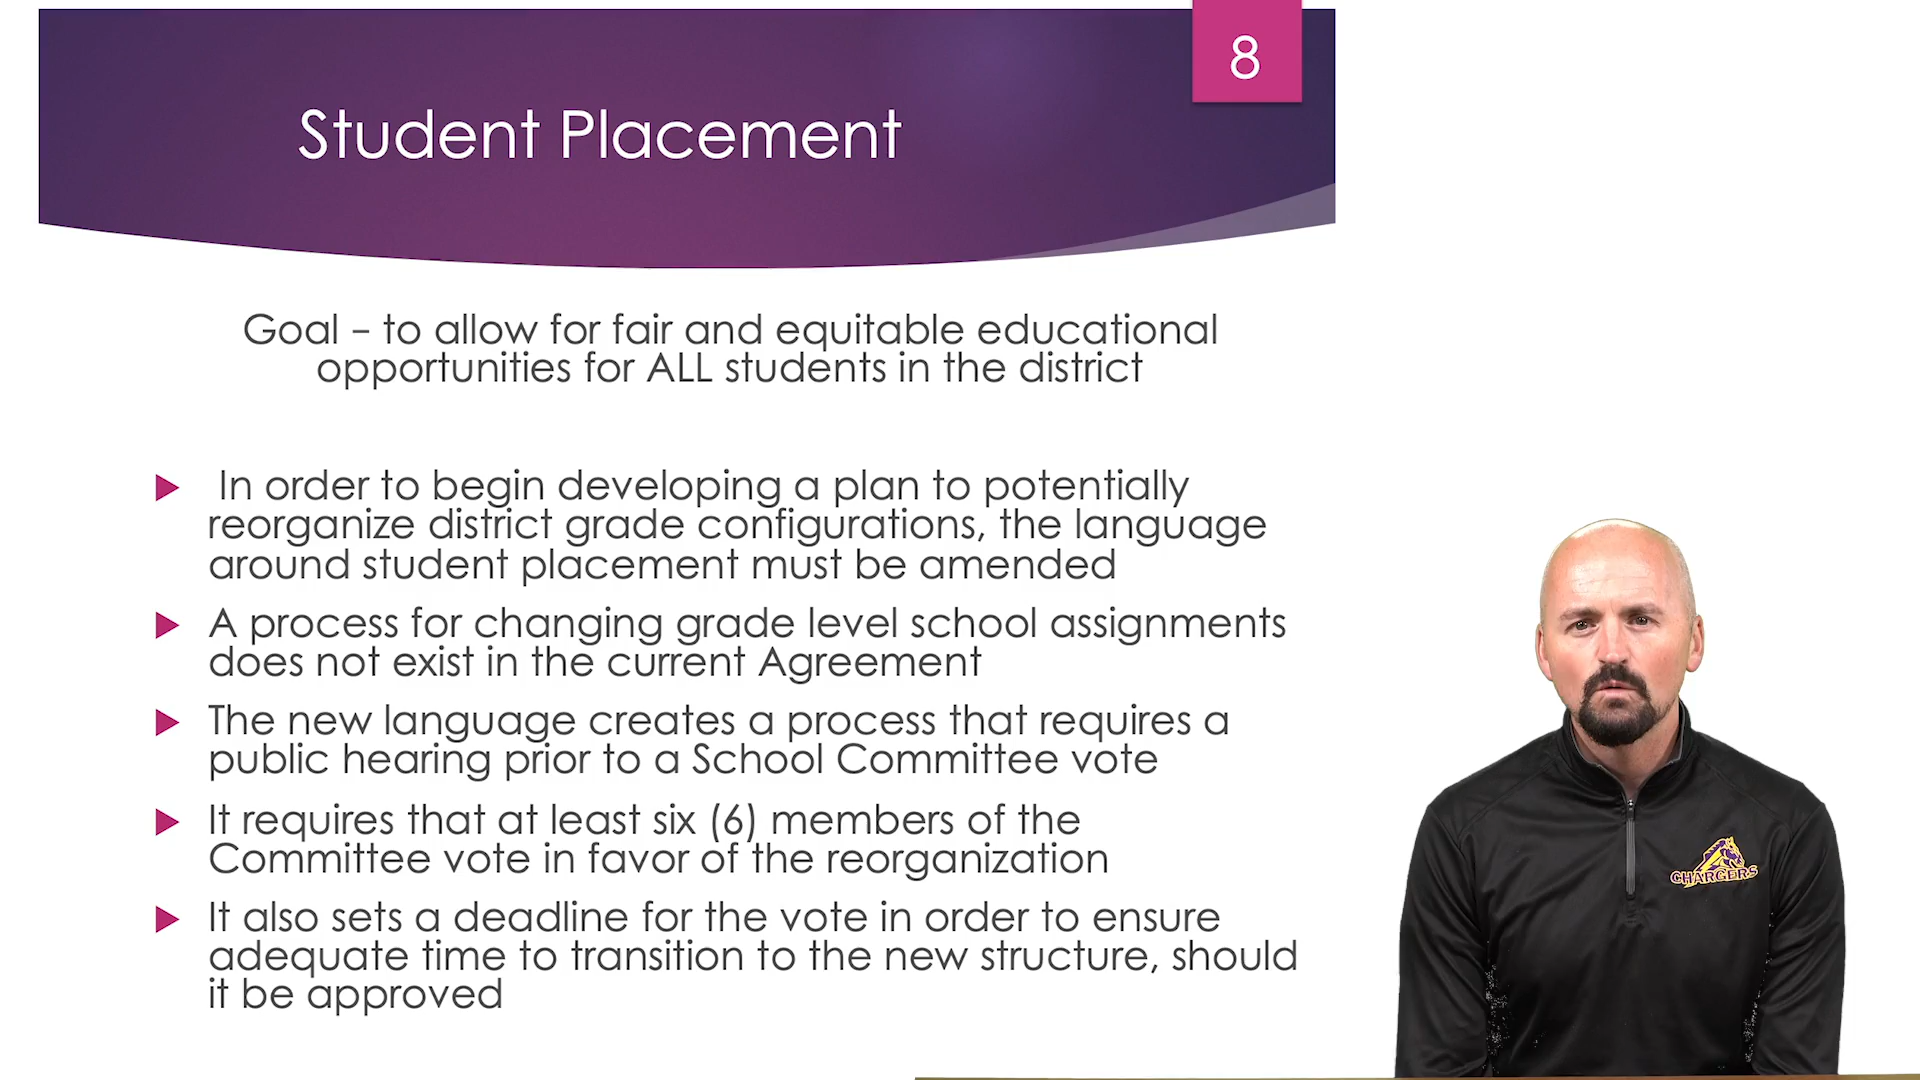 8
Student Placement
Goal – to allow for fair and equitable educational
opportunities for ALL students in the district
In order to begin developing a plan to potentially
reorganize district grade configurations, the language
around student placement must be amended
A process for changing grade level school assignments
does not exist in the current Agreement
The new language creates a process that requires a
public hearing prior to a School Committee vote
It requires that at least six (6) members of the
Committee vote in favor of the reorganization
It also sets a deadline for the vote in order to ensure
adequate time to transition to the new structure, should
it be approved
CHARGERS